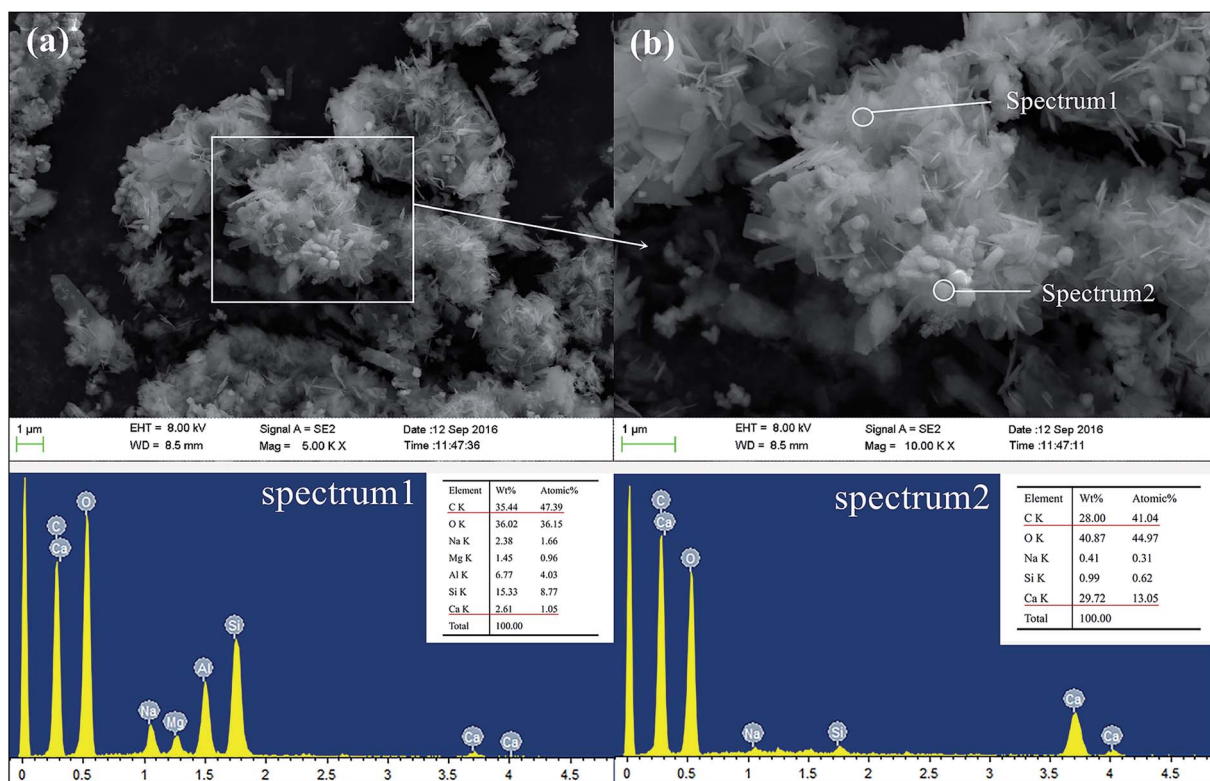 (a)
(b)
Spectrum1
Spectrum2
1 µm
EHT = 8.00 kV
WD = 8.5 mm
Signal A = SE2
Mag = 5.00 K X
Date :12 Sep 2016
Time :11:47:36
1 µm
EHT = 8.00 kV
WD = 8.5 mm
Signal A = SE2
Mag = 10.00 K X
Date :12 Sep 2016
Time :11:47:11
spectrum1
Element Wt% Atomic%
C K 35.44 47.39
O K 36.02 36.15
Na K 2.38 1.66
Mg K 1.45 0.96
Al K 6.77 4.03
Si K 15.33 8.77
Ca K 2.61 1.05
Total 100.00
C
Ca
O
Na
Mg
Al
Si
Ca
Ca
0 0.5 1 1.5 2 2.5 3 3.5 4 4.5
spectrum2
Element Wt% Atomic%
C K 28.00 41.04
O K 40.87 44.97
Na K 0.41 0.31
Si K 0.99 0.62
Ca K 29.72 13.05
Total 100.00
C
Ca
O
Na
Si
Ca
Ca
0 0.5 1 1.5 2 2.5 3 3.5 4 4.5